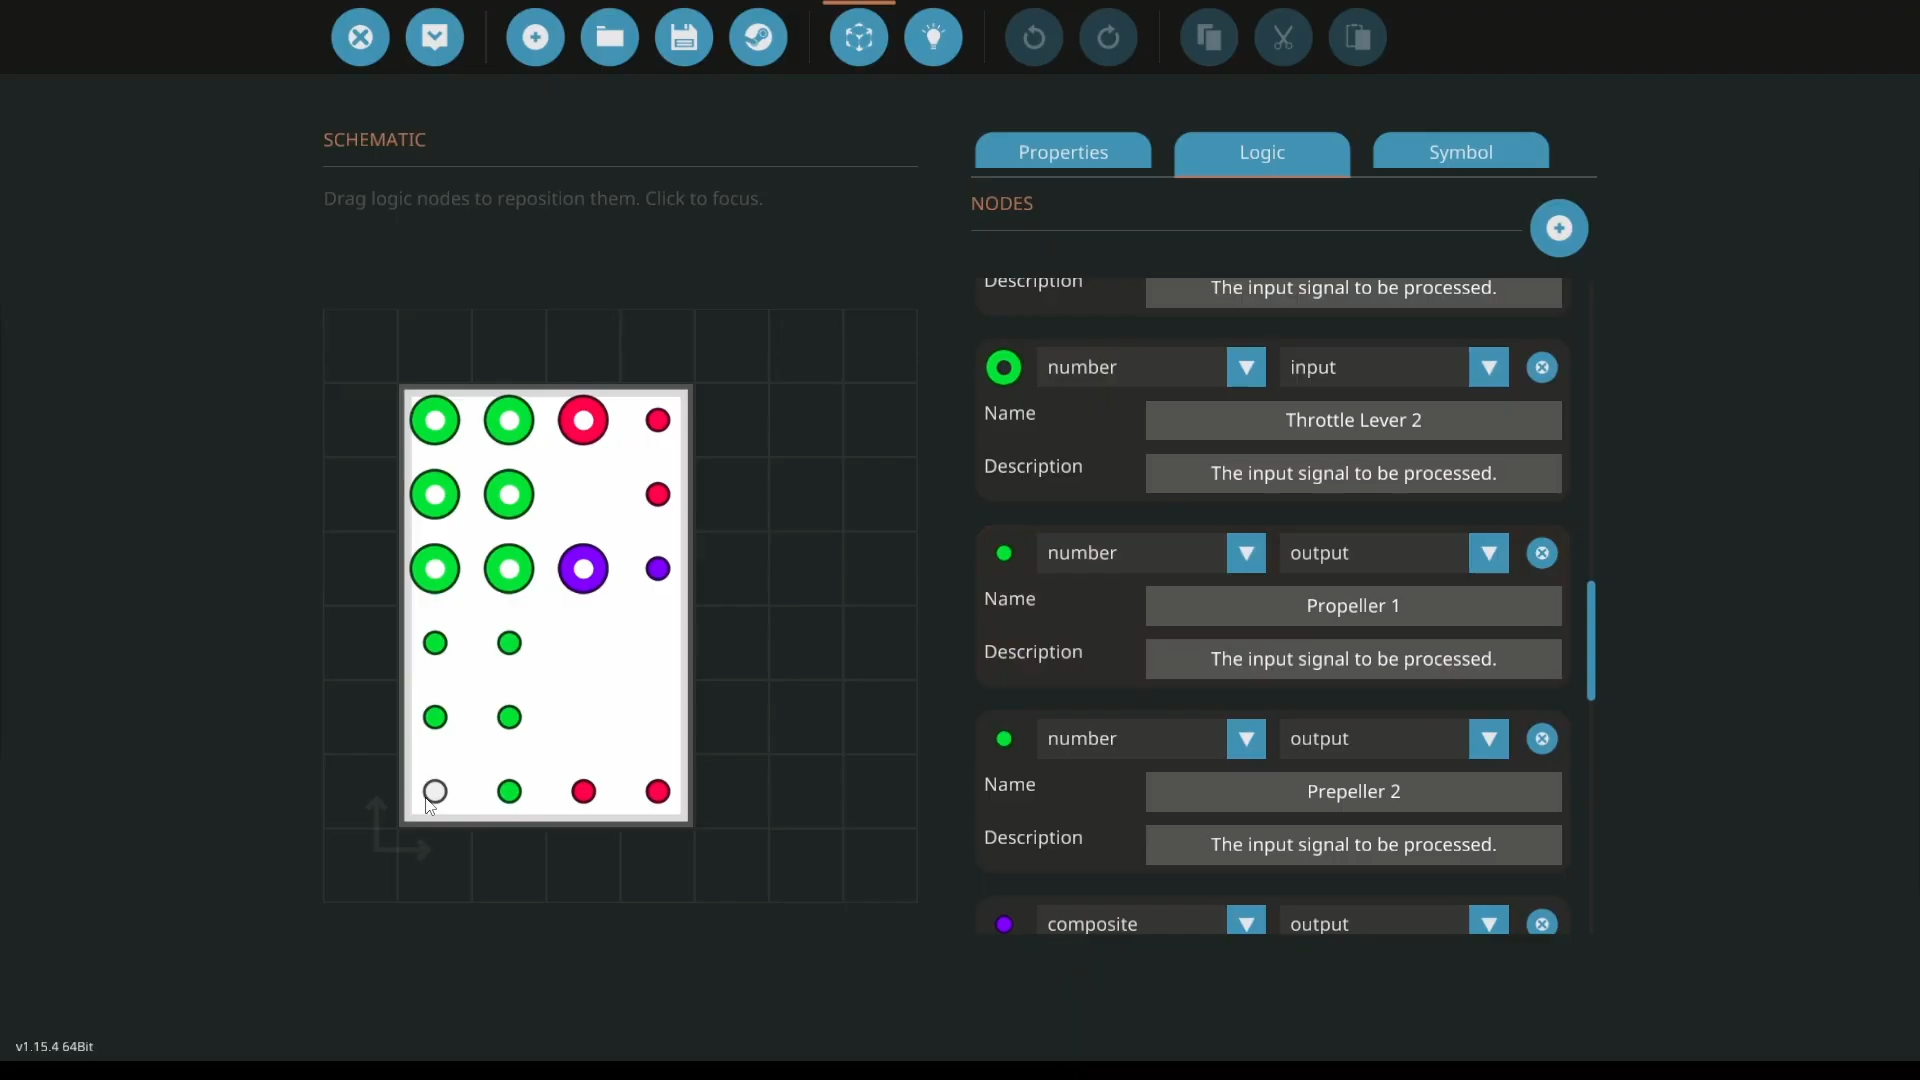 SCHEMATIC
Drag logic nodes to reposition them. Click to focus.
Properties
Logic
Symbol
NODES
Description
The input signal to be processed.
number
input
Name
Throttle Lever 2
Description
The input signal to be processed.
number
output
Name
Propeller 1
Description
The input signal to be processed.
number
output
Name
Prepeller 2
Description
The input signal to be processed.
composite
output
v1.15.4 64Bit